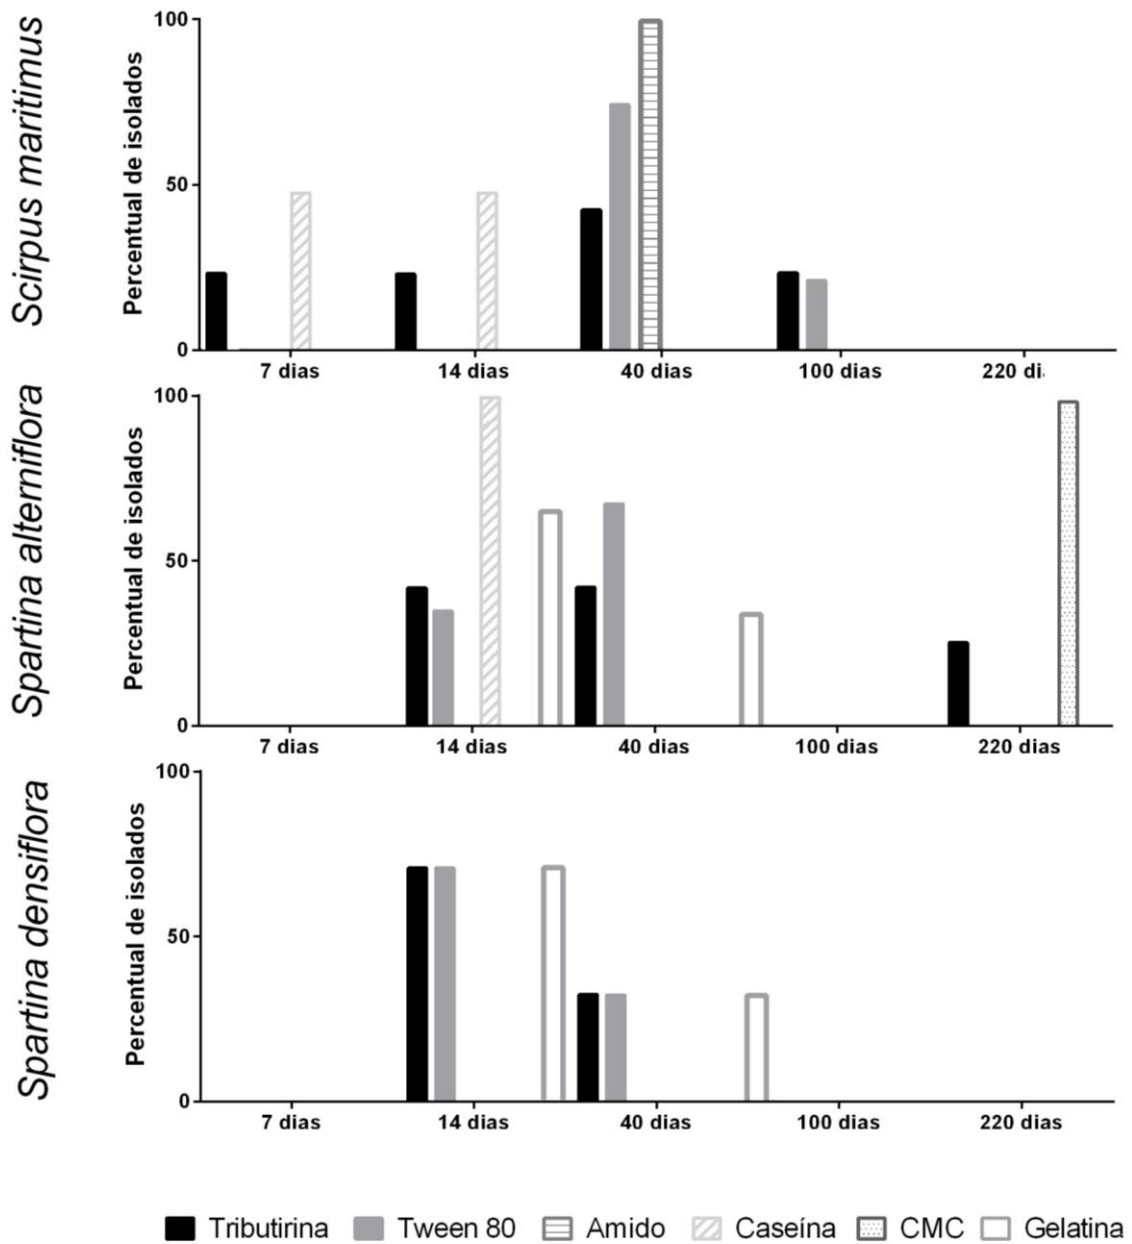 Scirpus maritimus
Percentual de isolados
100
50
0
7 dias 14 dias 40 dias 100 dias 220 di
Spartina alterniflora
Percentual de isolados
100
50
0
7 dias 14 dias 40 dias 100 dias 220 dias
Spartina densiflora
Percentual de isolados
100
50
0
7 dias 14 dias 40 dias 100 dias 220 dias
Tributirina Tween 80 Amido Caseína CMC Gelatina